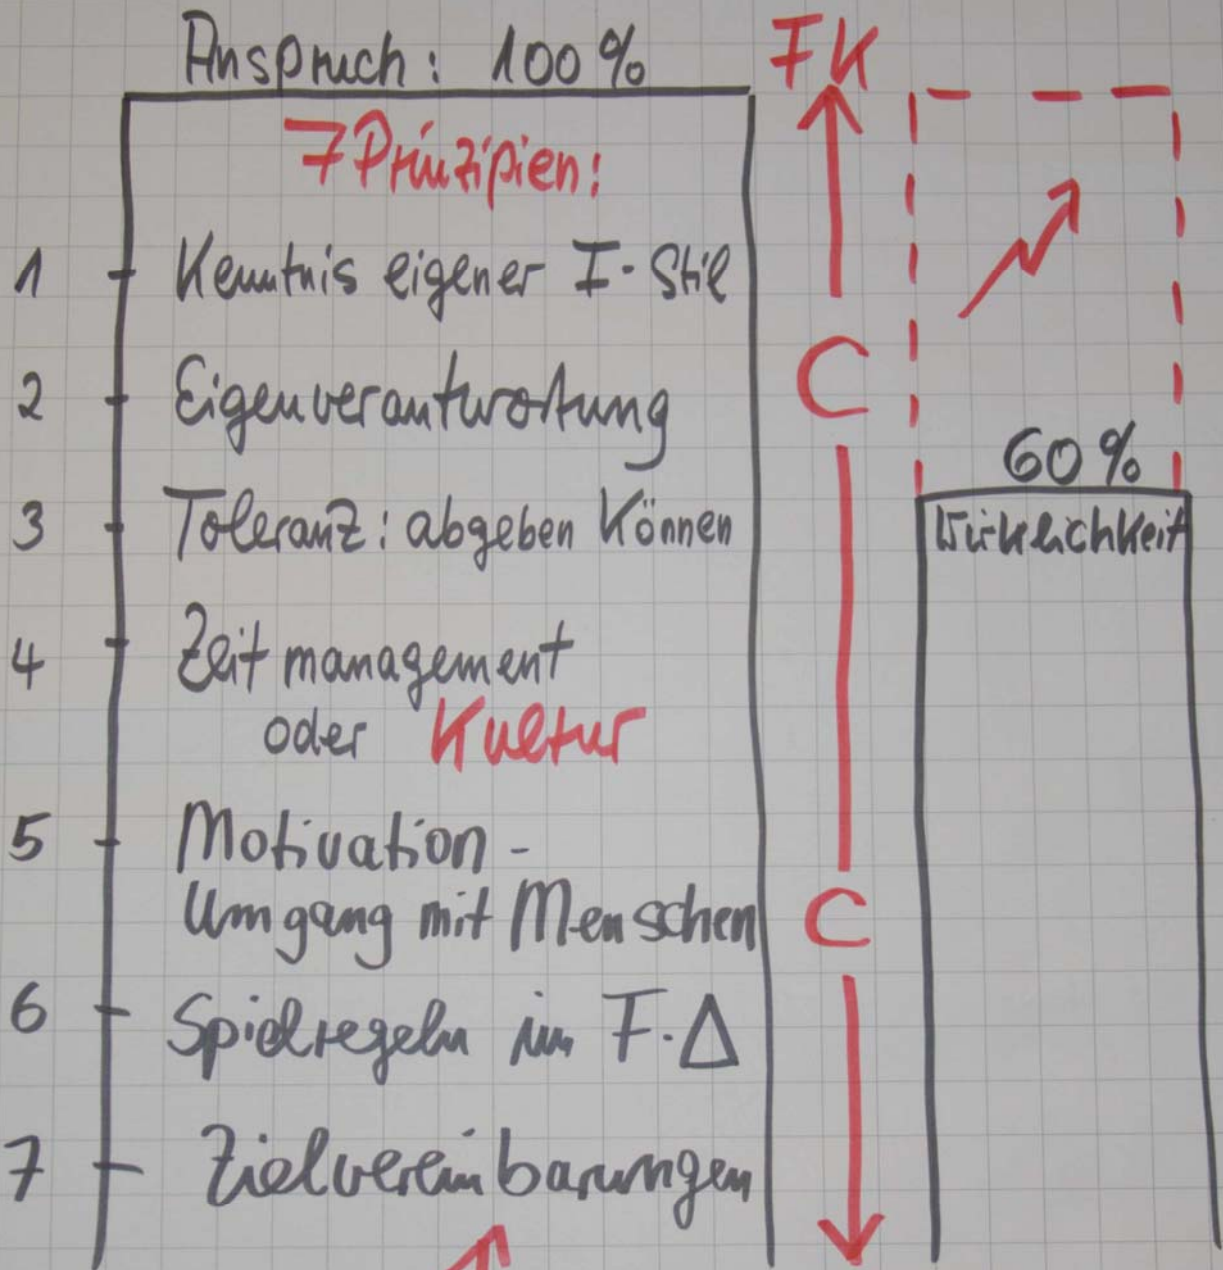 Anspruch: 100%
FK
7 Prinzipien:
1 Kenntnis eigener F-Stil
2 Eigenverantwortung
C
60%
3 Toleranz: abgeben können
Wirklichkeit
4 Zeitmanagement
oder Kultur
5 Motivation -
Umgang mit Menschen
C
6 Spielregeln im F.Δ
7 Zielvereinbarungen